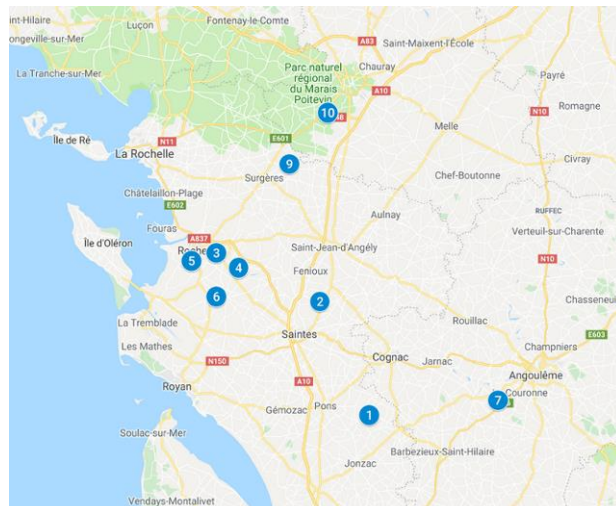 int-Hilaire
Fontenay-le-Comte
Luçon
ongeville-sur-Mer
A83
Saint-Maixent-l'École
Parc naturel
régional
du Marais
Poitevin
Chauray
La Tranche-sur-Mer
Payré
A10
N10
Romagne
10
Île de Ré
N11
E601
Melle
La Rochelle
9
Civray
Surgères
Chef-Boutonne
Châtelaillon-Plage
E602
Aulnay
RUFFEC
Fouras
Verteuil-sur-Charente
A837
Île d'Oléron
3
Saint-Jean-d'Angély
5
4
N10
Fenioux
6
2
Chasseneui
La Tremblade
Rouillac
Saintes
E603
Les Mathes
Champniers
N150
Cognac
Jarnac
Angoulême
Royan
A10
Couronne
7
Gémozac
Pons
1
Soulac-sur-Mer
Barbezieux-Saint-Hilaire
Jonzac
Vendays-Montalivet